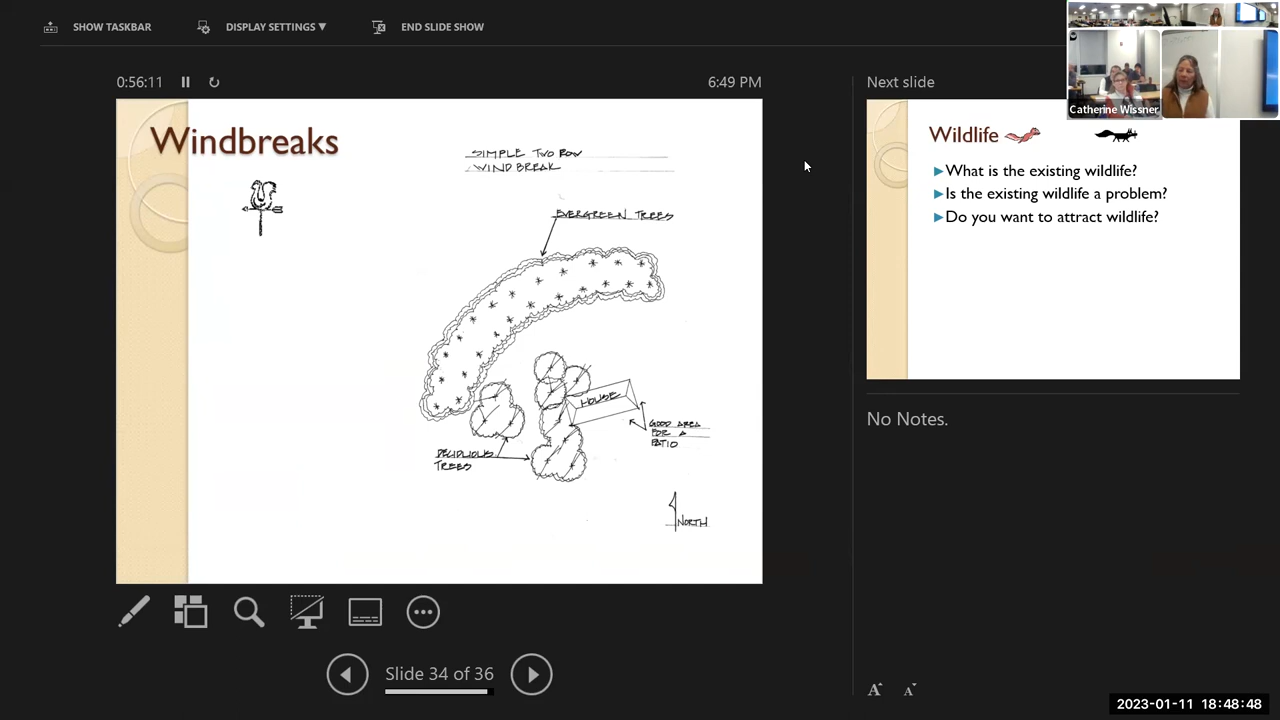 SHOW TASKBAR
DISPLAY SETTINGS
END SLIDE SHOW
0:56:11
6:49 PM
Windbreaks
SIMPLE TWO ROW
WIND BREAK
EVERGREEN TREES
HOUSE
GOOD AREA
FOR A
PATIO
DECIDIOUS
TREES
NORTH
Next slide
Wildlife
What is the existing wildlife?
Is the existing wildlife a problem?
Do you want to attract wildlife?
No Notes.
Catherine Wissner
Slide 34 of 36
A A
2023-01-11 18:48:48